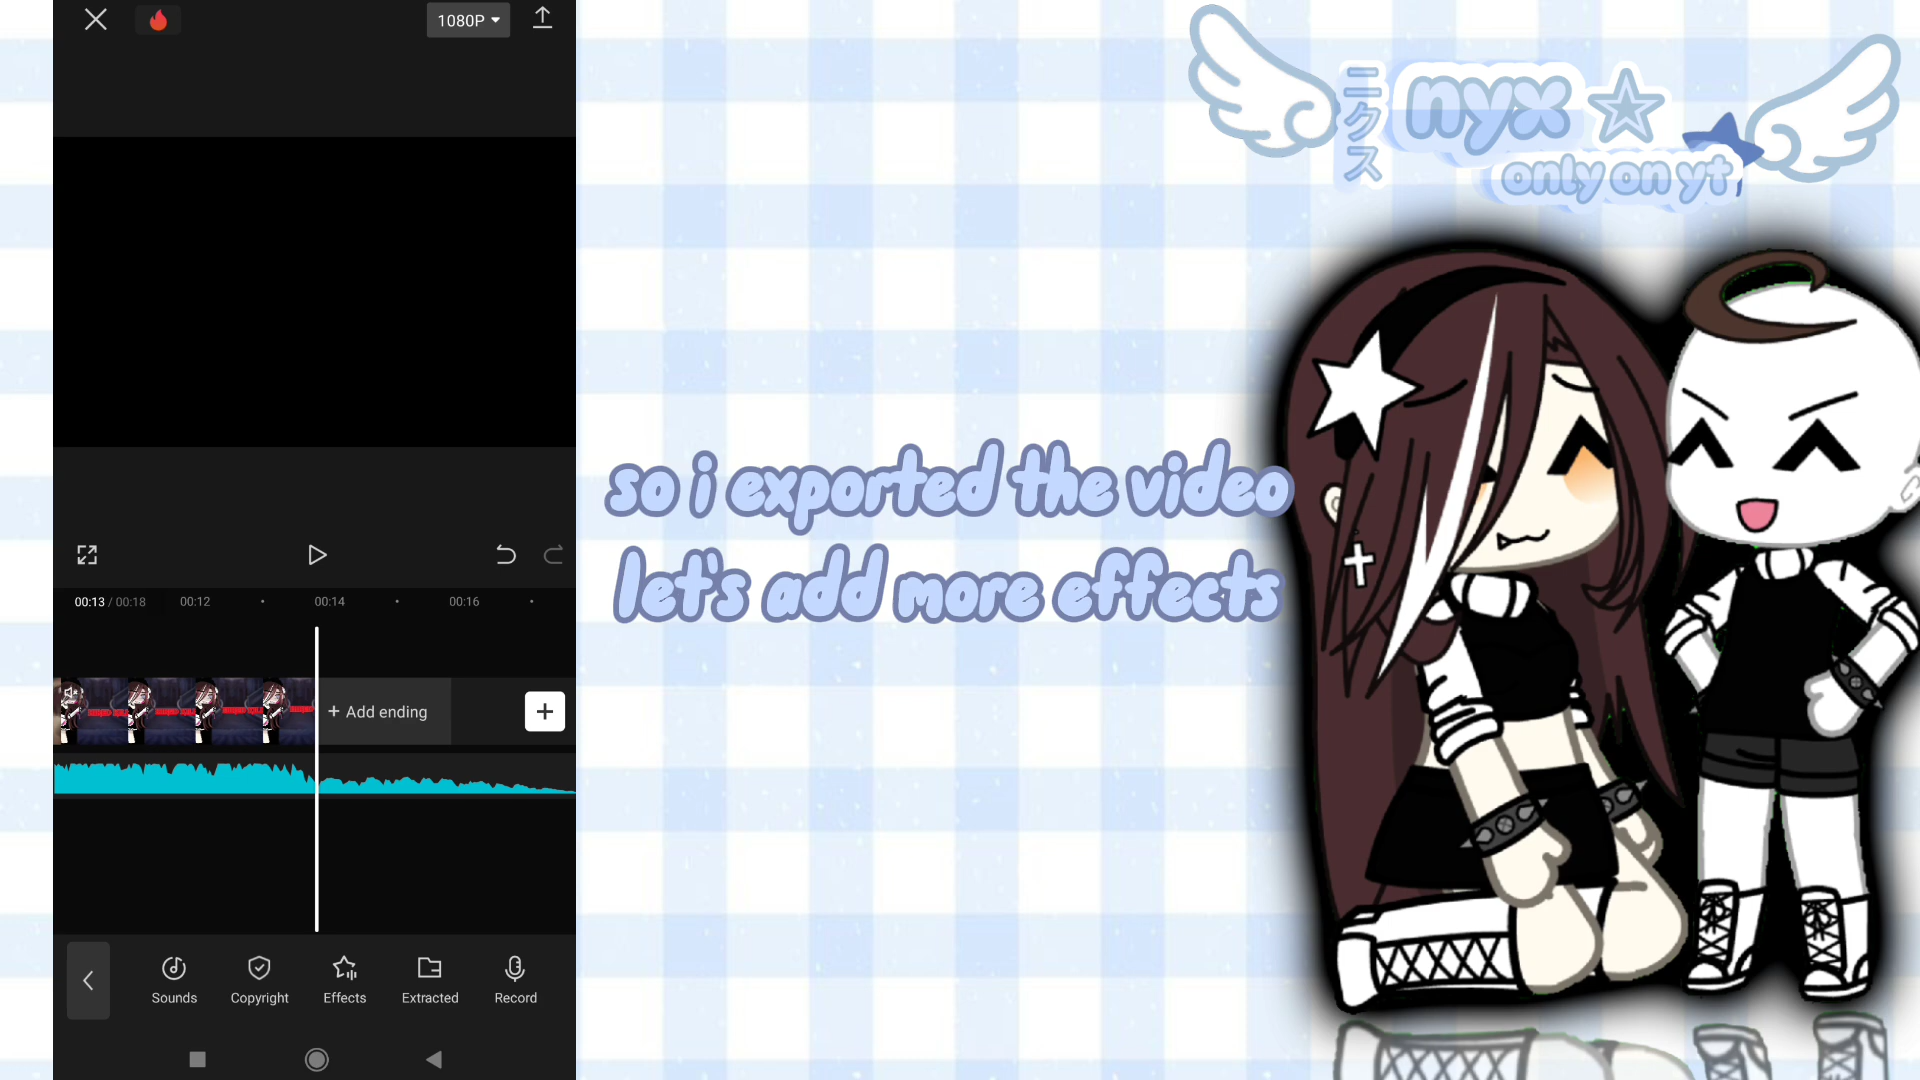 1080P
00:13 / 00:18
00:12
00:14
00:16
+ Add ending
Sounds
Copyright
Effects
Extracted
Record
so i exported the video
let's add more effects
ニクス
nyx
only on yt